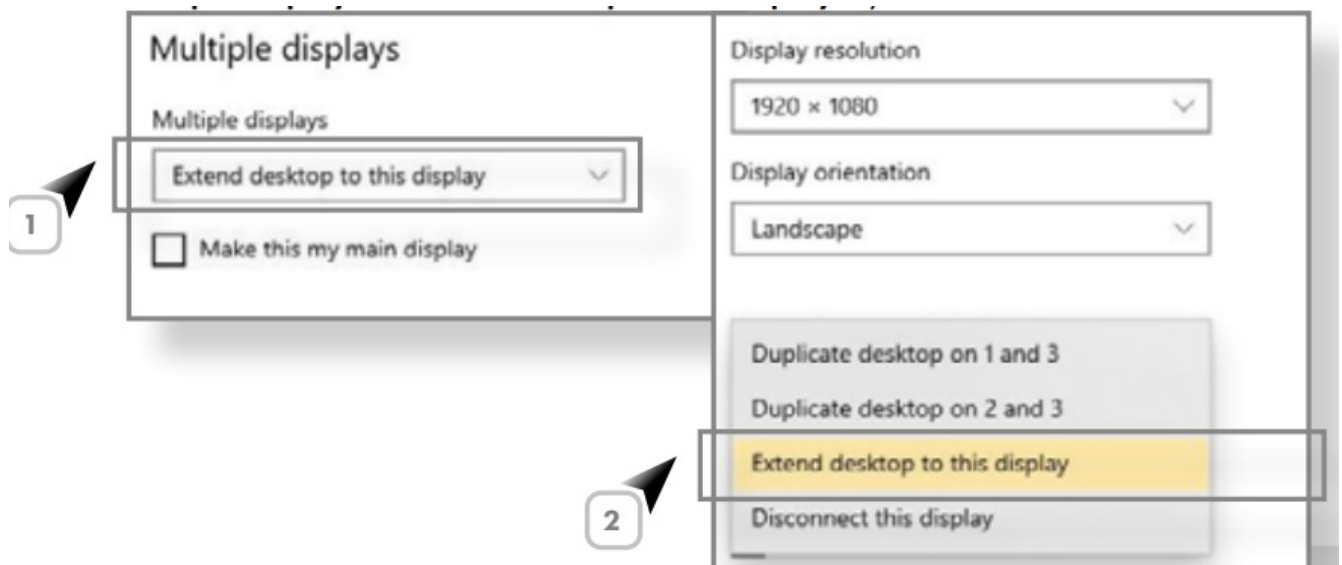 Multiple displays
Multiple displays
Extend desktop to this display
Make this my main display
1
Display resolution
1920 × 1080
Display orientation
Landscape
Duplicate desktop on 1 and 3
Duplicate desktop on 2 and 3
Extend desktop to this display
Disconnect this display
2